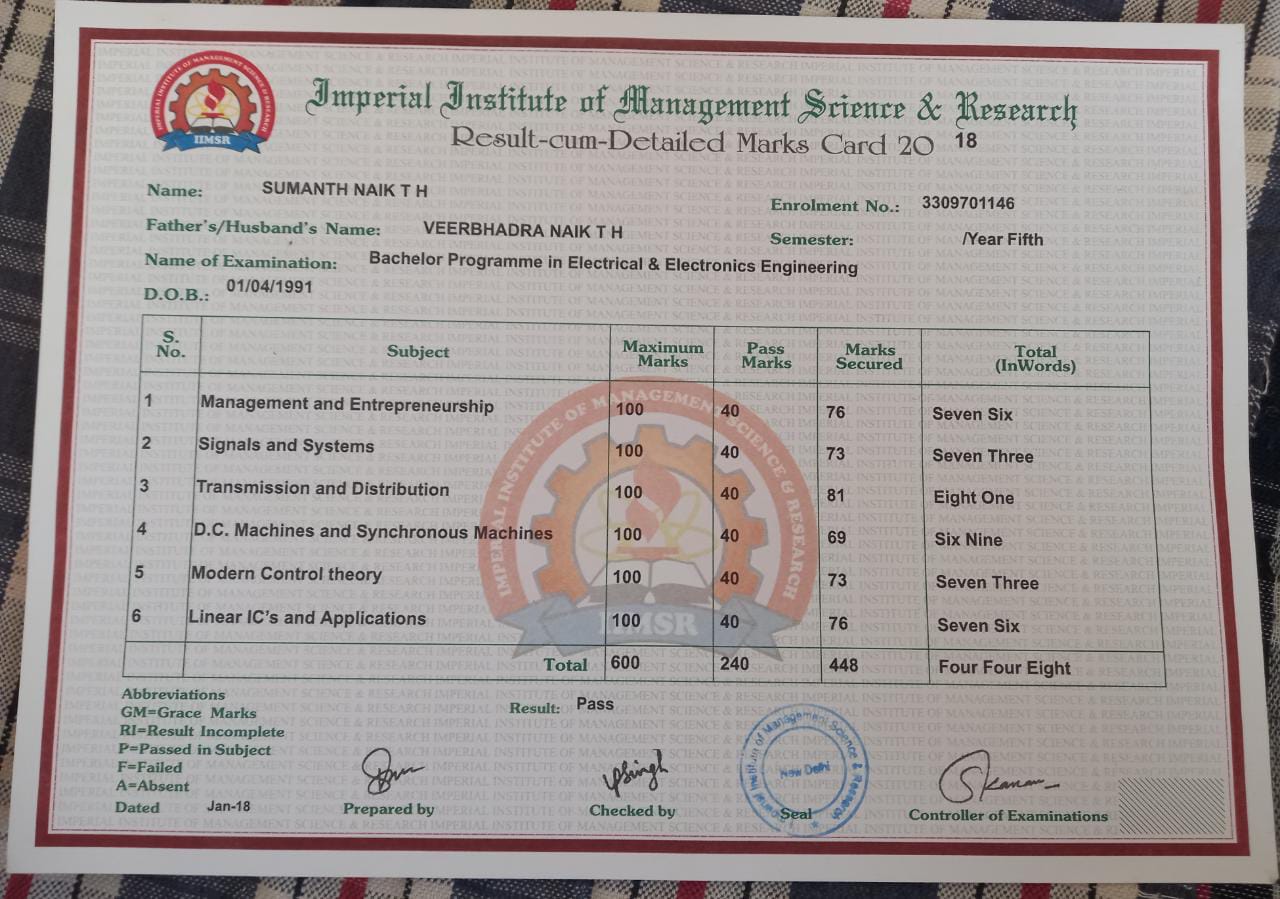 IMPERIAL INSTITUTE OF MANAGEMENT SCIENCE & RESEARCH
IIMSR
Imperial Institute of Management Science & Research
Result-cum-Detailed Marks Card 20 18
Name: SUMANTH NAIK T H
Enrolment No.: 3309701146
Father's/Husband's Name: VEERBHADRA NAIK T H
Semester: /Year Fifth
Name of Examination: Bachelor Programme in Electrical & Electronics Engineering
D.O.B.: 01/04/1991
S. No. Subject Maximum Marks Pass Marks Marks Secured Total (InWords)
1 Management and Entrepreneurship 100 40 76 Seven Six
2 Signals and Systems 100 40 73 Seven Three
3 Transmission and Distribution 100 40 81 Eight One
4 D.C. Machines and Synchronous Machines 100 40 69 Six Nine
5 Modern Control theory 100 40 73 Seven Three
6 Linear IC's and Applications 100 40 76 Seven Six
Total 600 240 448 Four Four Eight
IMPERIAL INSTITUTE OF MANAGEMENT SCIENCE & RESEARCH
IIMSR
Abbreviations
GM=Grace Marks
RI=Result Incomplete
P=Passed in Subject
F=Failed
A=Absent
Result: Pass
Dated Jan-18
Prepared by
Checked by
Imperial Institute of Management Science & Research
New Delhi
Seal
Controller of Examinations